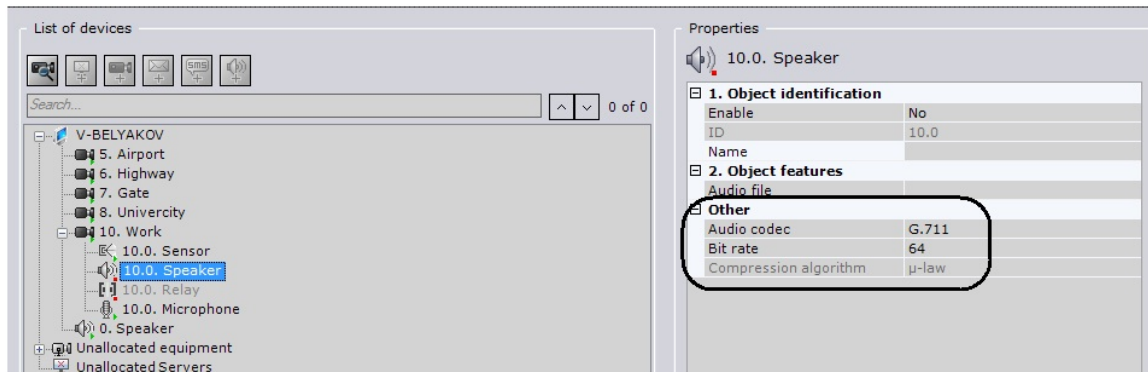 List of devices
SMS
Search...
0 of 0
V-BELYAKOV
5. Airport
6. Highway
7. Gate
8. Univercity
10. Work
10.0. Sensor
10.0. Speaker
10.0. Relay
10.0. Microphone
0. Speaker
Unallocated equipment
Unallocated Servers
Properties
10.0. Speaker
1. Object identification
Enable No
ID 10.0
Name
2. Object features
Audio file
Other
Audio codec G.711
Bit rate 64
Compression algorithm μ-law